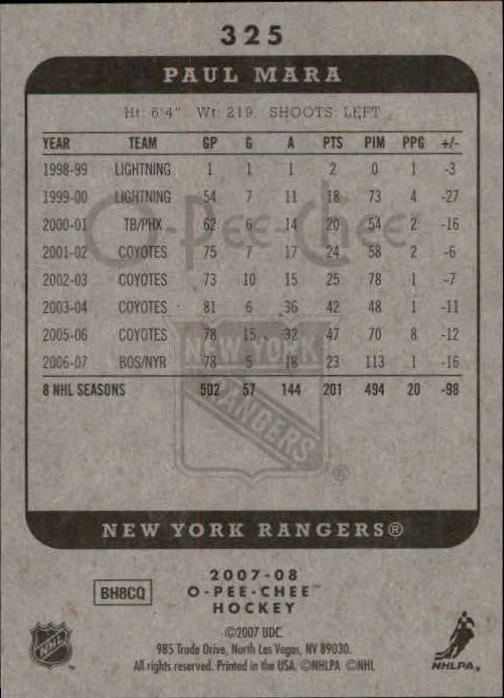 325
PAUL MARA
Ht: 6'4" Wt: 219 SHOOTS: LEFT
YEAR TEAM GP G A PTS PIM PPG +/-
1998-99 LIGHTNING 1 1 1 2 0 1 -3
1999-00 LIGHTNING 54 7 11 18 73 4 -27
2000-01 TB/PHX 62 6 14 20 54 2 -16
O-PEE-CHEE
2001-02 COYOTES 75 7 17 24 58 2 -6
2002-03 COYOTES 73 10 15 25 78 1 -7
2003-04 COYOTES 81 6 36 42 48 1 -11
2005-06 COYOTES 78 15 32 47 70 8 -12
NEW YORK
2006-07 BOS/NYR 78 5 18 23 113 1 -16
8 NHL SEASONS 502 57 144 201 494 20 -98
RANGERS
®
NEW YORK RANGERS®
2007-08
BH8CQ O-PEE-CHEE™
HOCKEY
©2007 UDC
985 Trade Drive, North Las Vegas, NV 89030.
All rights reserved. Printed in the USA. ©NHLPA ©NHL
NHL
NHLPA